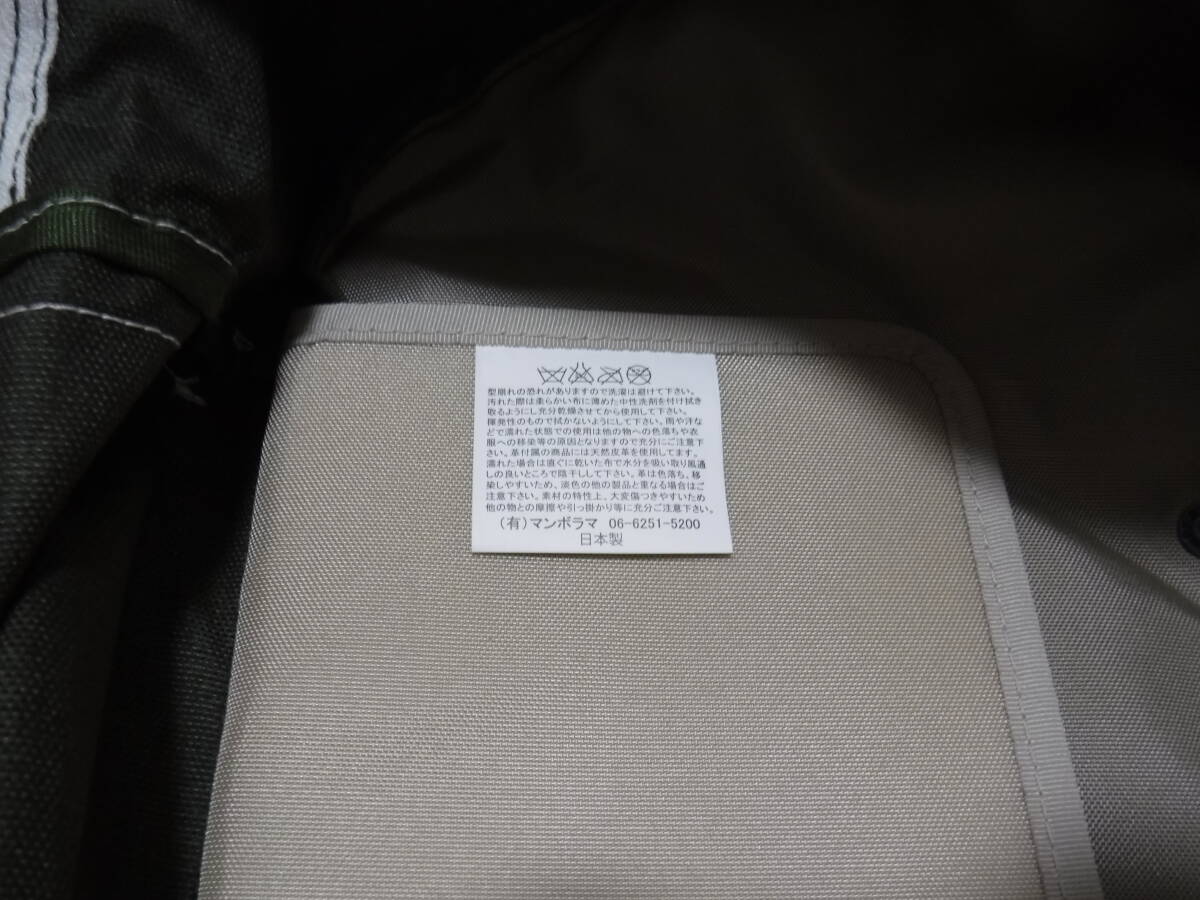 型崩れの恐れがありますので洗濯は避けて下さい。
汚れた際は柔らかい布に薄めた中性洗剤を付け拭き
取るようにし充分乾燥させてから使用して下さい。
揮発性のもので拭かないようにして下さい。雨や汗な
どで濡れた状態での使用は他の物への色落ちや衣
服への移染等の原因となりますので充分にご注意下
さい。革付属の商品には天然皮革を使用してます。
濡れた場合は直ぐに乾いた布で水分を吸い取り風通
しの良いところで陰干しして下さい。革は色落ち、移
染しやすいため、淡色の他の製品と重なる場合はご
注意下さい。素材の特性上、大変傷つきやすいため
他の物との摩擦や引っ掛かり等に充分ご注意下さい。
(有)マンボラマ 06-6251-5200
日本製